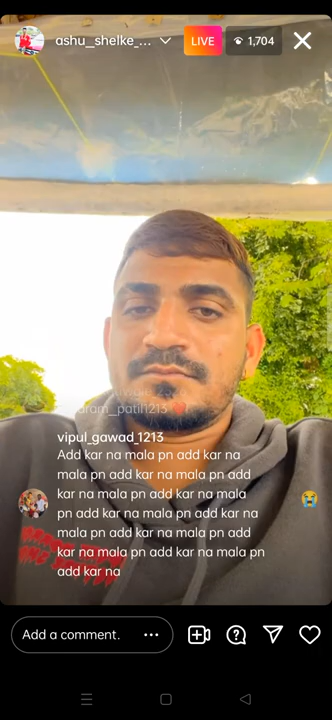 ashu__shelke_...
LIVE
1,704
vipul_gawad_1213
Add kar na mala pn add kar na
mala pn add kar na mala pn add
kar na mala pn add kar na mala
pn add kar na mala pn add kar na
mala pn add kar na mala pn add
kar na mala pn add kar na mala pn
add kar na
Add a comment.